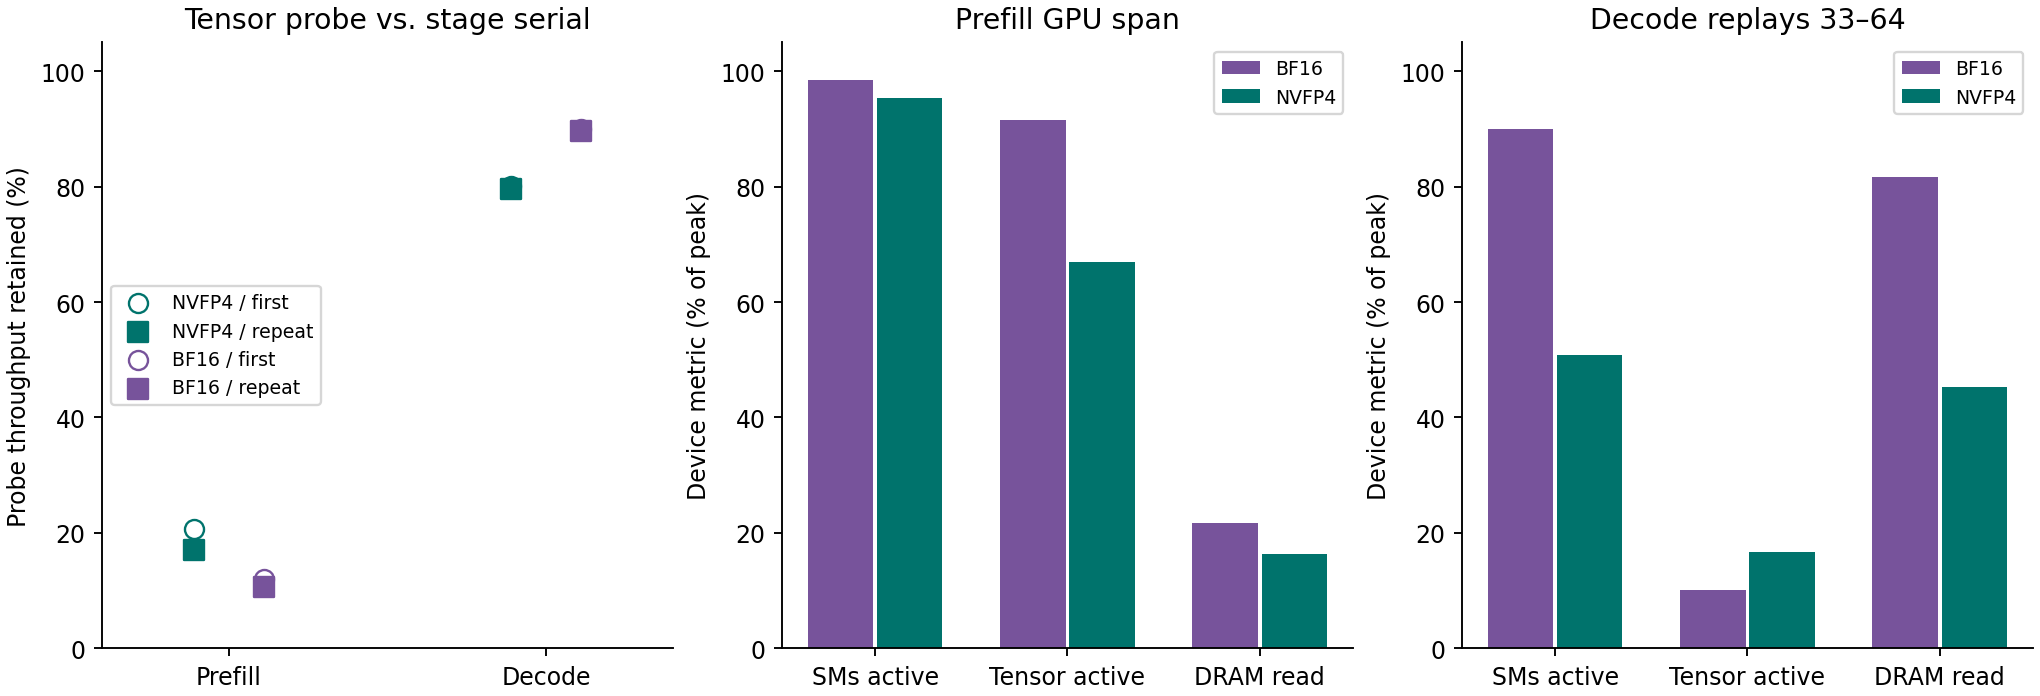 Tensor probe vs. stage serial
Probe throughput retained (%)
100
80
60
40
20
0
NVFP4 / first
NVFP4 / repeat
BF16 / first
BF16 / repeat
Prefill
Decode
Prefill GPU span
Device metric (% of peak)
100
80
60
40
20
0
BF16
NVFP4
SMs active
Tensor active
DRAM read
Decode replays 33–64
Device metric (% of peak)
100
80
60
40
20
0
BF16
NVFP4
SMs active
Tensor active
DRAM read